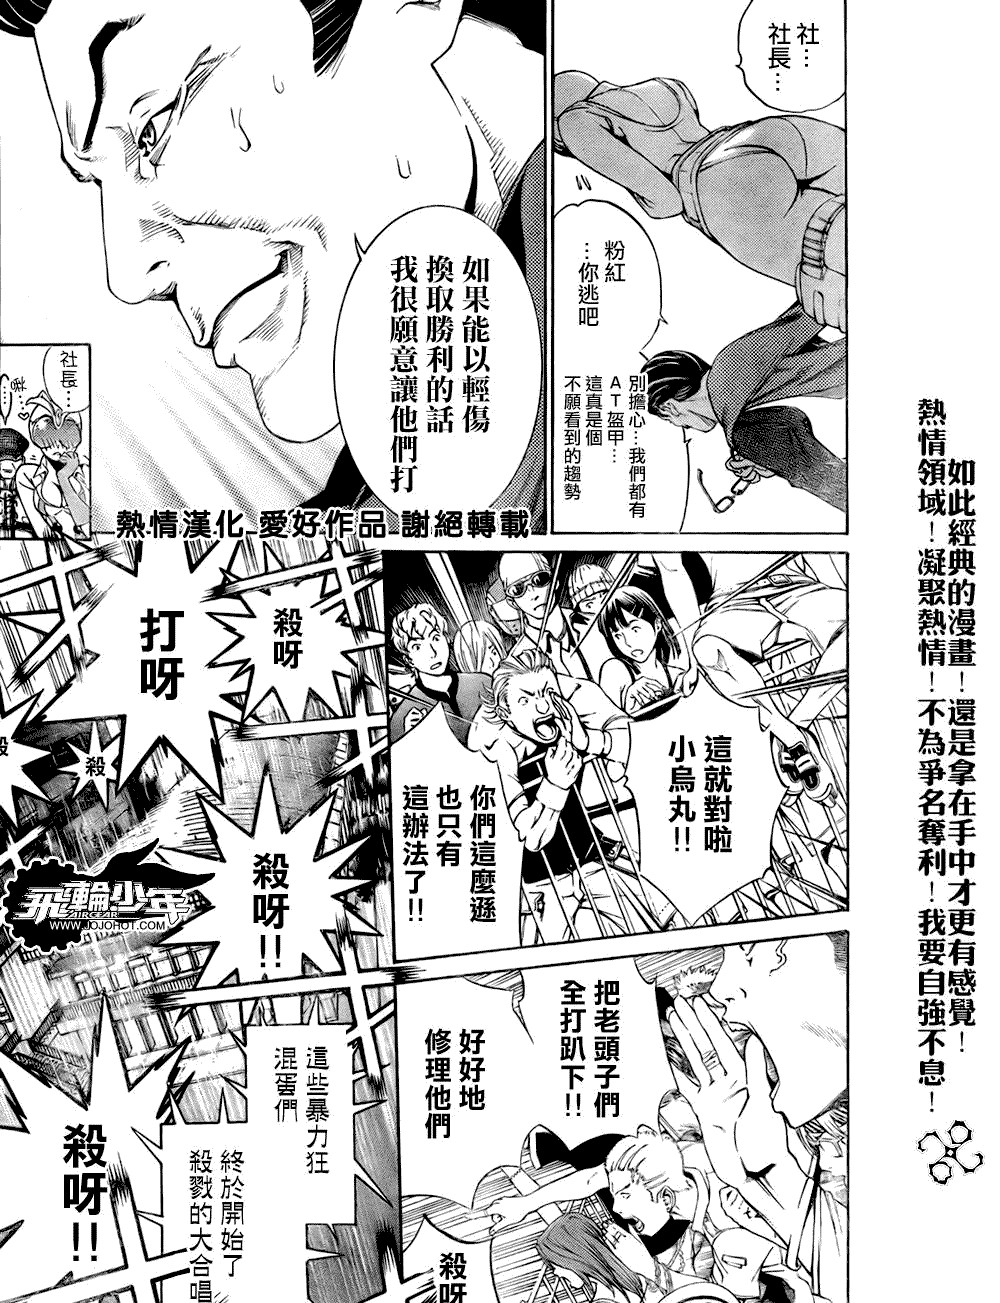 社…
社長…
粉紅
…你逃吧
別擔心…我們都有
AT盔甲…
這真是個
不願看到的趨勢
如果能以輕傷
換取勝利的話
我很願意讓他們打
社長…
熱情漢化 愛好作品 謝絕轉載
這就對啦
小烏丸!!
你們這麼遜
也只有
這辦法了!!
殺呀
打呀
殺
殺
殺呀!!
飛輪少年
AIRGEAR
WWW.JOJOHOT.COM
把老頭子們
全打趴下!!
好好地
修理他們
殺呀
這些暴力狂
混蛋們
終於開始了
殺戮的大合唱
殺呀!!
如此經典的漫畫！還是拿在手中才更有感覺！
熱情領域！凝聚熱情！不為爭名奪利！我要自強不息！